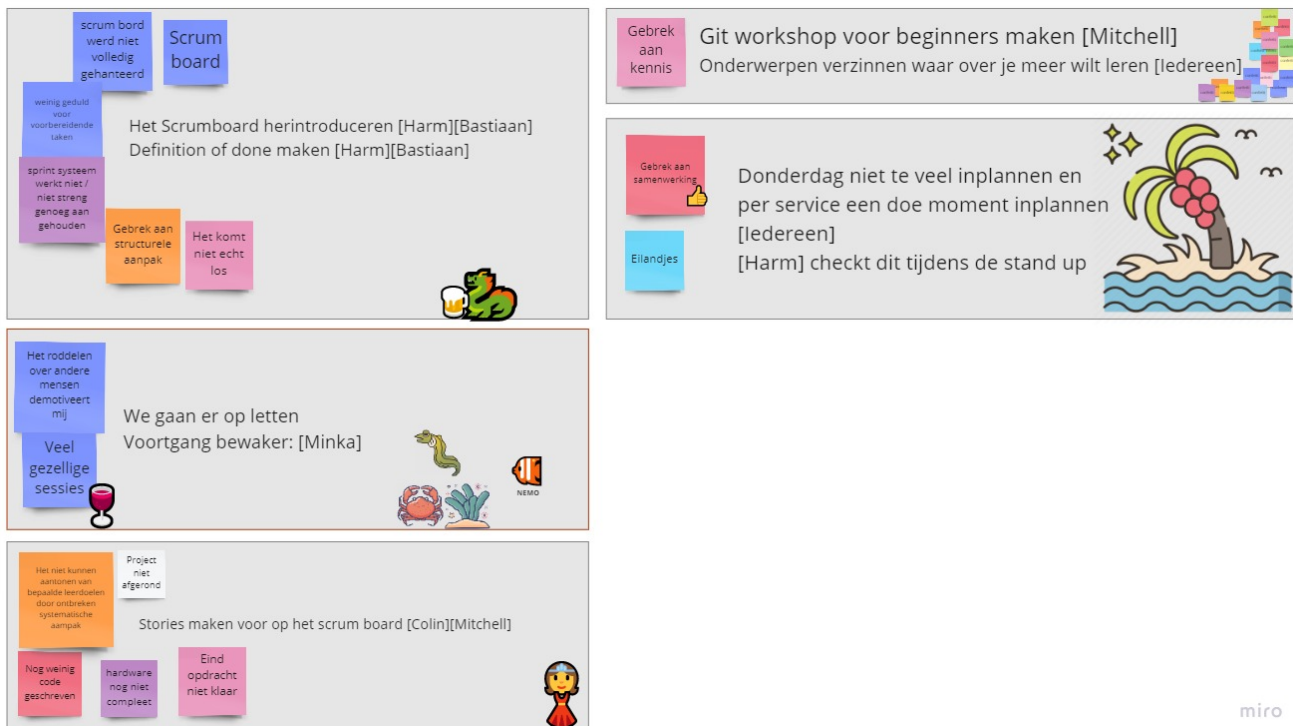 scrum bord
werd niet
volledig
gehanteerd
Scrum
board
weinig geduld
voor
voorbereidende
taken
Het Scrumboard herintroduceren [Harm][Bastiaan]
Definition of done maken [Harm][Bastiaan]
sprint systeem
werkt niet /
niet streng
genoeg aan
gehouden
Gebrek aan
structurele
aanpak
Het komt
niet echt
los
Het roddelen
over andere
mensen
demotiveert
mij
Veel
gezellige
sessies
We gaan er op letten
Voortgang bewaker: [Minka]
NEMO
Het niet kunnen
aantonen van
bepaalde leerdoelen
door ontbreken
systematische
aampak
Project
niet
afgerond
Stories maken voor op het scrum board [Colin][Mitchell]
Nog weinig
code
geschreven
hardware
nog niet
compleet
Eind
opdracht
niet klaar
Gebrek
aan
kennis
Git workshop voor beginners maken [Mitchell]
Onderwerpen verzinnen waar over je meer wilt leren [Iedereen]
Gebrek aan
samenwerking
Eilandjes
Donderdag niet te veel inplannen en
per service een doe moment inplannen
[Iedereen]
[Harm] checkt dit tijdens de stand up
miro